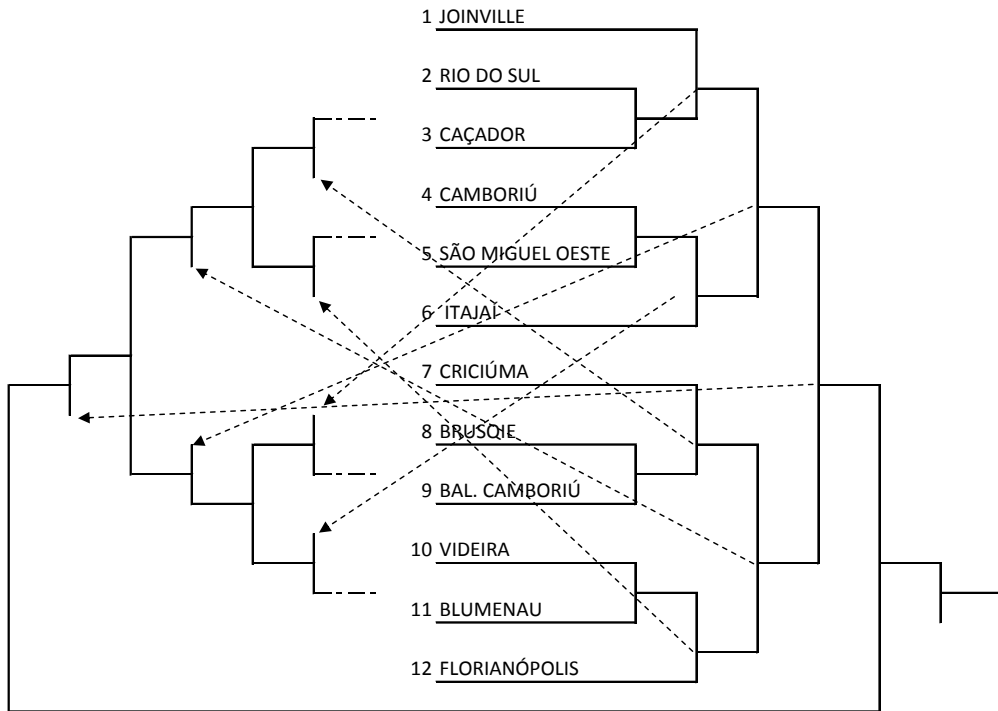 1 JOINVILLE
2 RIO DO SUL
3 CAÇADOR
4 CAMBORIÚ
5 SÃO MIGUEL OESTE
6 ITAJAÍ
7 CRICIÚMA
8 BRUSQIE
9 BAL. CAMBORIÚ
10 VIDEIRA
11 BLUMENAU
12 FLORIANÓPOLIS